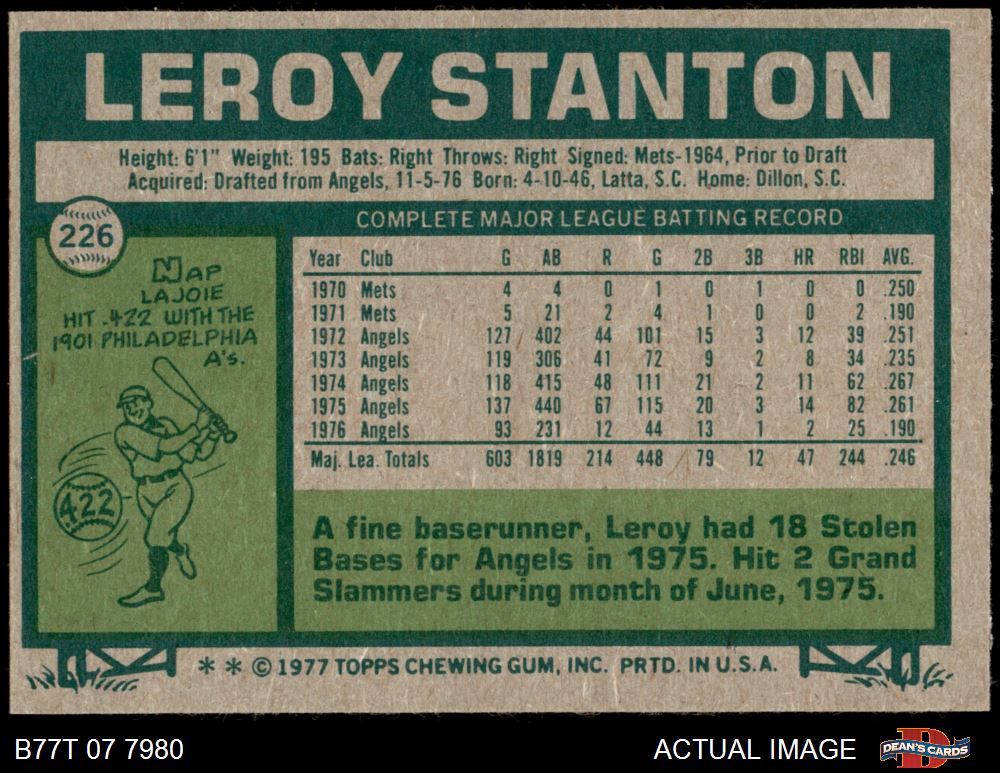 LEROY STANTON
Height: 6'1" Weight: 195 Bats: Right Throws: Right Signed: Mets-1964, Prior to Draft
Acquired: Drafted from Angels, 11-5-76 Born: 4-10-46, Latta, S.C. Home: Dillon, S.C.
226
COMPLETE MAJOR LEAGUE BATTING RECORD
NAP
LAJOIE
HIT .422 WITH THE
1901 PHILADELPHIA
A's.
.422
Year Club G AB R G 2B 3B HR RBI AVG.
1970 Mets 4 4 0 1 0 1 0 0 .250
1971 Mets 5 21 2 4 1 0 0 2 .190
1972 Angels 127 402 44 101 15 3 12 39 .251
1973 Angels 119 306 41 72 9 2 8 34 .235
1974 Angels 118 415 48 111 21 2 11 62 .267
1975 Angels 137 440 67 115 20 3 14 82 .261
1976 Angels 93 231 12 44 13 1 2 25 .190
Maj. Lea. Totals 603 1819 214 448 79 12 47 244 .246
A fine baserunner, Leroy had 18 Stolen
Bases for Angels in 1975. Hit 2 Grand
Slammers during month of June, 1975.
* * © 1977 TOPPS CHEWING GUM, INC. PRTD. IN U.S.A.
B77T 07 7980
ACTUAL IMAGE
DEAN'S CARDS